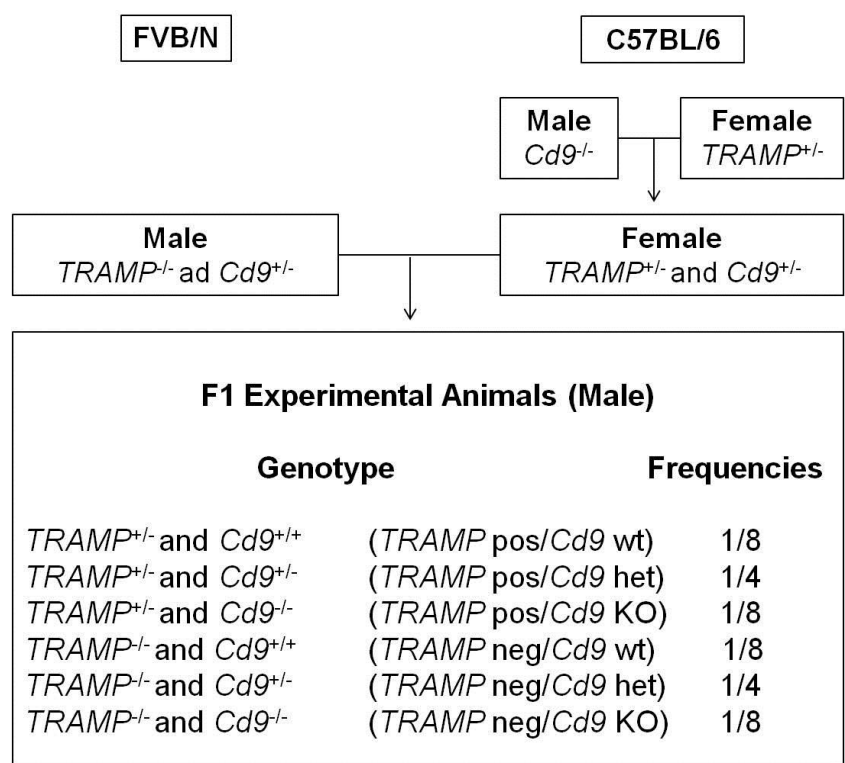 FVB/N
C57BL/6
Male
Cd9-/-
Female
TRAMP+/-
Male
TRAMP-/- ad Cd9+/-
Female
TRAMP+/- and Cd9+/-
F1 Experimental Animals (Male)
Genotype Frequencies
TRAMP+/- and Cd9+/+ (TRAMP pos/Cd9 wt) 1/8
TRAMP+/- and Cd9+/- (TRAMP pos/Cd9 het) 1/4
TRAMP+/- and Cd9-/- (TRAMP pos/Cd9 KO) 1/8
TRAMP-/- and Cd9+/+ (TRAMP neg/Cd9 wt) 1/8
TRAMP-/- and Cd9+/- (TRAMP neg/Cd9 het) 1/4
TRAMP-/- and Cd9-/- (TRAMP neg/Cd9 KO) 1/8